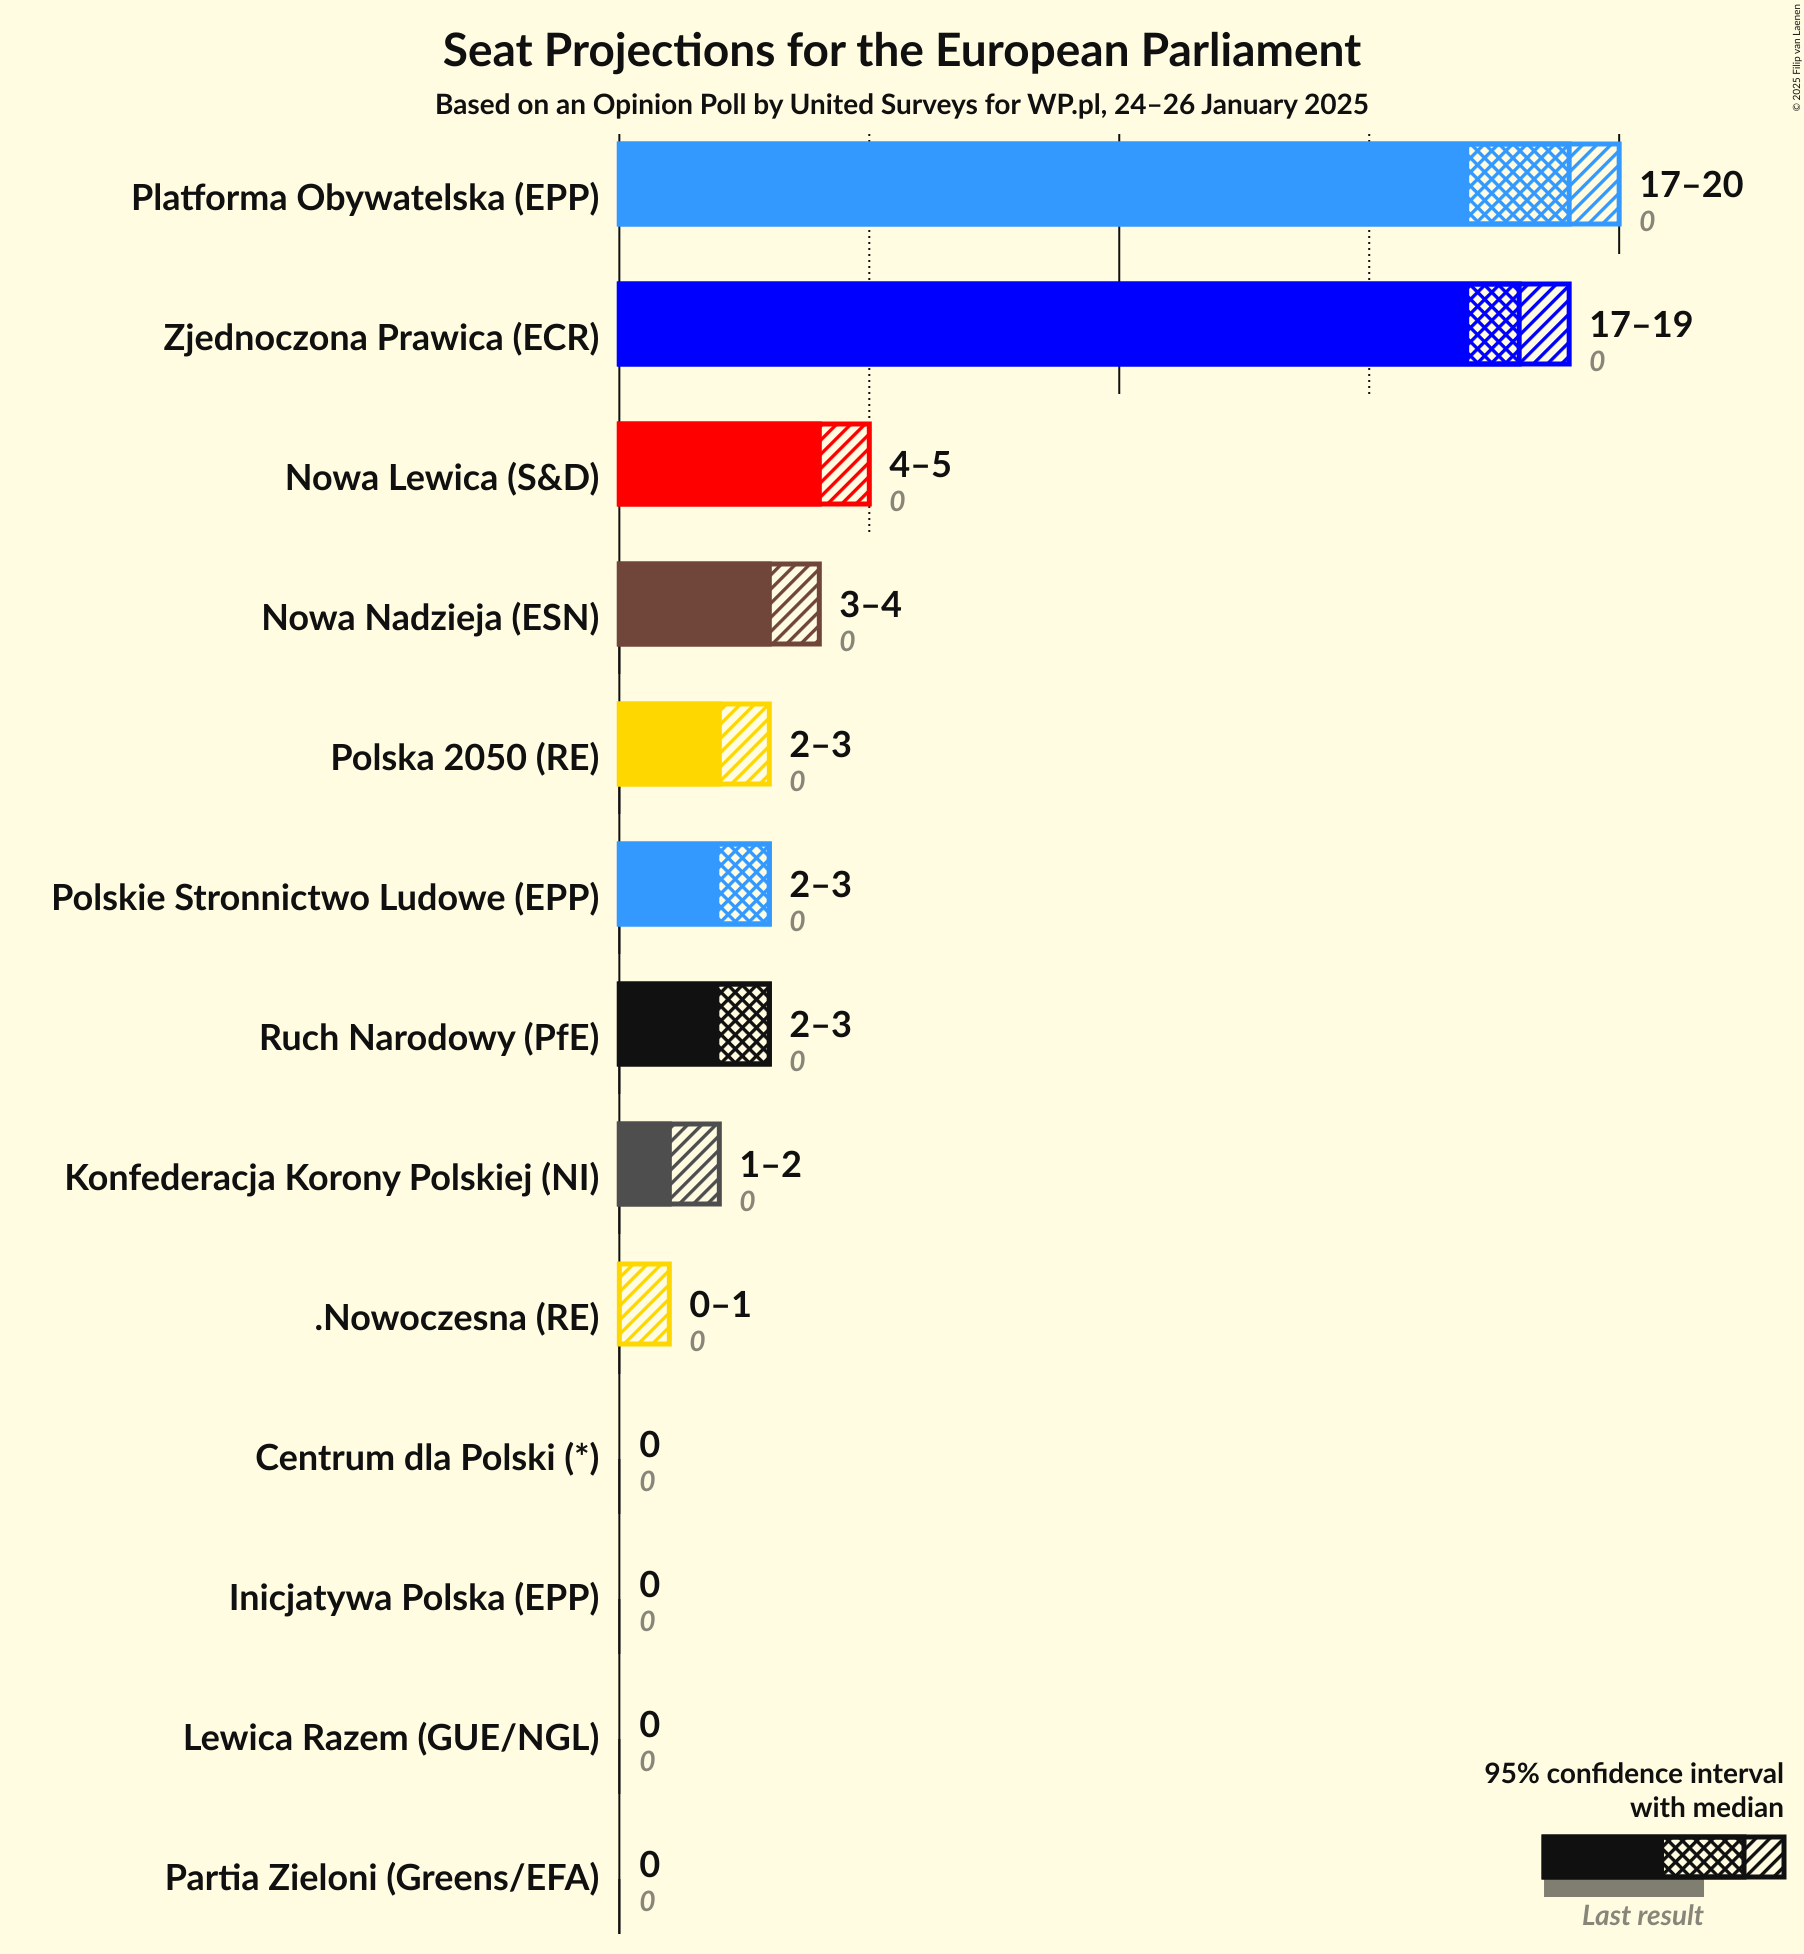 Seat Projections for the European Parliament
Based on an Opinion Poll by United Surveys for WP.pl, 24–26 January 2025
© 2025 Filip van Laenen
Platforma Obywatelska (EPP)
17–20
0
Zjednoczona Prawica (ECR)
17–19
0
Nowa Lewica (S&D)
4–5
0
Nowa Nadzieja (ESN)
3–4
0
Polska 2050 (RE)
2–3
0
Polskie Stronnictwo Ludowe (EPP)
2–3
0
Ruch Narodowy (PfE)
2–3
0
Konfederacja Korony Polskiej (NI)
1–2
0
.Nowoczesna (RE)
0–1
0
Centrum dla Polski (*)
0
0
Inicjatywa Polska (EPP)
0
0
Lewica Razem (GUE/NGL)
0
0
Partia Zieloni (Greens/EFA)
0
0
95% confidence interval
with median
Last result